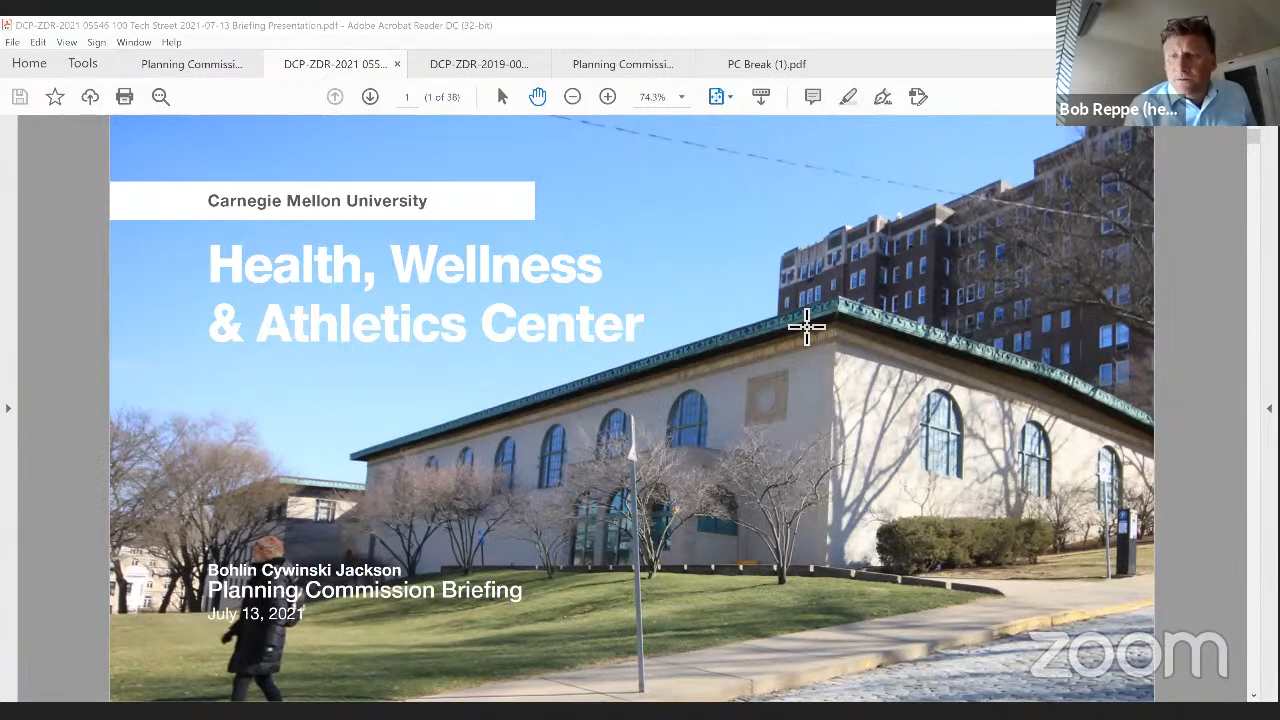 DCP-ZDR-2021 05546 100 Tech Street 2021-07-13 Briefing Presentation.pdf - Adobe Acrobat Reader DC (32-bit)
File Edit View Sign Window Help
Home Tools Planning Commissi... DCP-ZDR-2021 055... × DCP-ZDR-2019-00... Planning Commissi... PC Break (1).pdf
1 (1 of 38) 74.3%
Bob Reppe (he...
Carnegie Mellon University
Health, Wellness
& Athletics Center
Bohlin Cywinski Jackson
Planning Commission Briefing
July 13, 2021
zoom